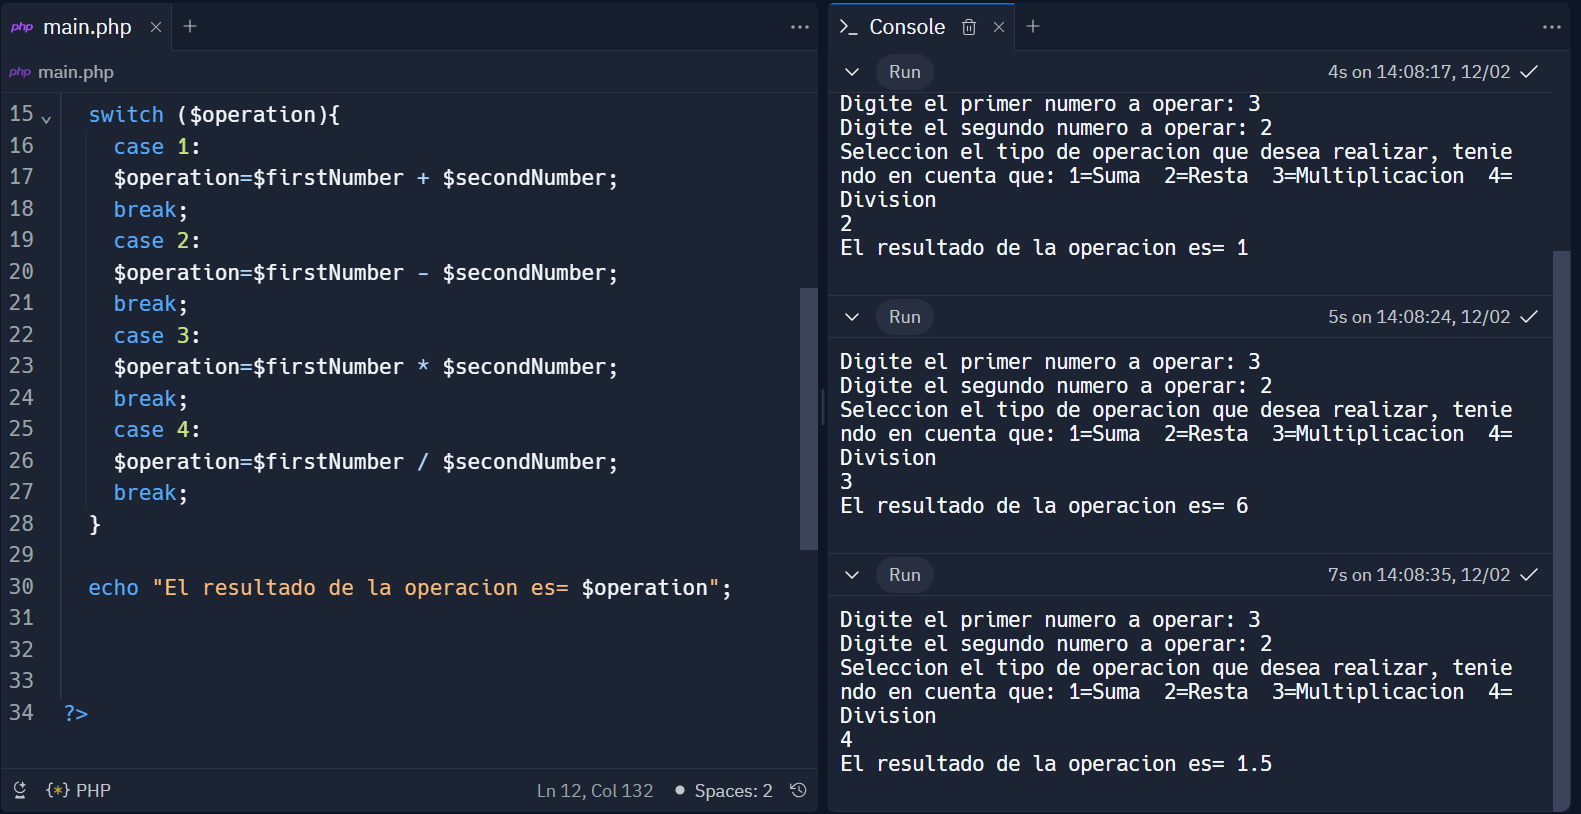 php main.php × +
php main.php
15 switch ($operation){
16 case 1:
17 $operation=$firstNumber + $secondNumber;
18 break;
19 case 2:
20 $operation=$firstNumber - $secondNumber;
21 break;
22 case 3:
23 $operation=$firstNumber * $secondNumber;
24 break;
25 case 4:
26 $operation=$firstNumber / $secondNumber;
27 break;
28 }
29
30 echo "El resultado de la operacion es= $operation";
31
32
33
34 ?>
{*} PHP Ln 12, Col 132 Spaces: 2
>_ Console × +
Run 4s on 14:08:17, 12/02
Digite el primer numero a operar: 3
Digite el segundo numero a operar: 2
Seleccion el tipo de operacion que desea realizar, tenie
ndo en cuenta que: 1=Suma  2=Resta  3=Multiplicacion  4=
Division
2
El resultado de la operacion es= 1
Run 5s on 14:08:24, 12/02
Digite el primer numero a operar: 3
Digite el segundo numero a operar: 2
Seleccion el tipo de operacion que desea realizar, tenie
ndo en cuenta que: 1=Suma  2=Resta  3=Multiplicacion  4=
Division
3
El resultado de la operacion es= 6
Run 7s on 14:08:35, 12/02
Digite el primer numero a operar: 3
Digite el segundo numero a operar: 2
Seleccion el tipo de operacion que desea realizar, tenie
ndo en cuenta que: 1=Suma  2=Resta  3=Multiplicacion  4=
Division
4
El resultado de la operacion es= 1.5